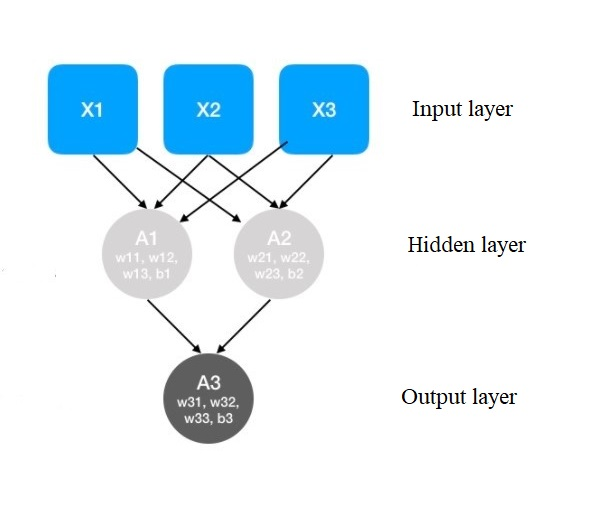 X1 X2 X3 Input layer
A1 A2
w11, w12, w21, w22,
w13, b1 w23, b2
Hidden layer
A3
w31, w32,
w33, b3
Output layer